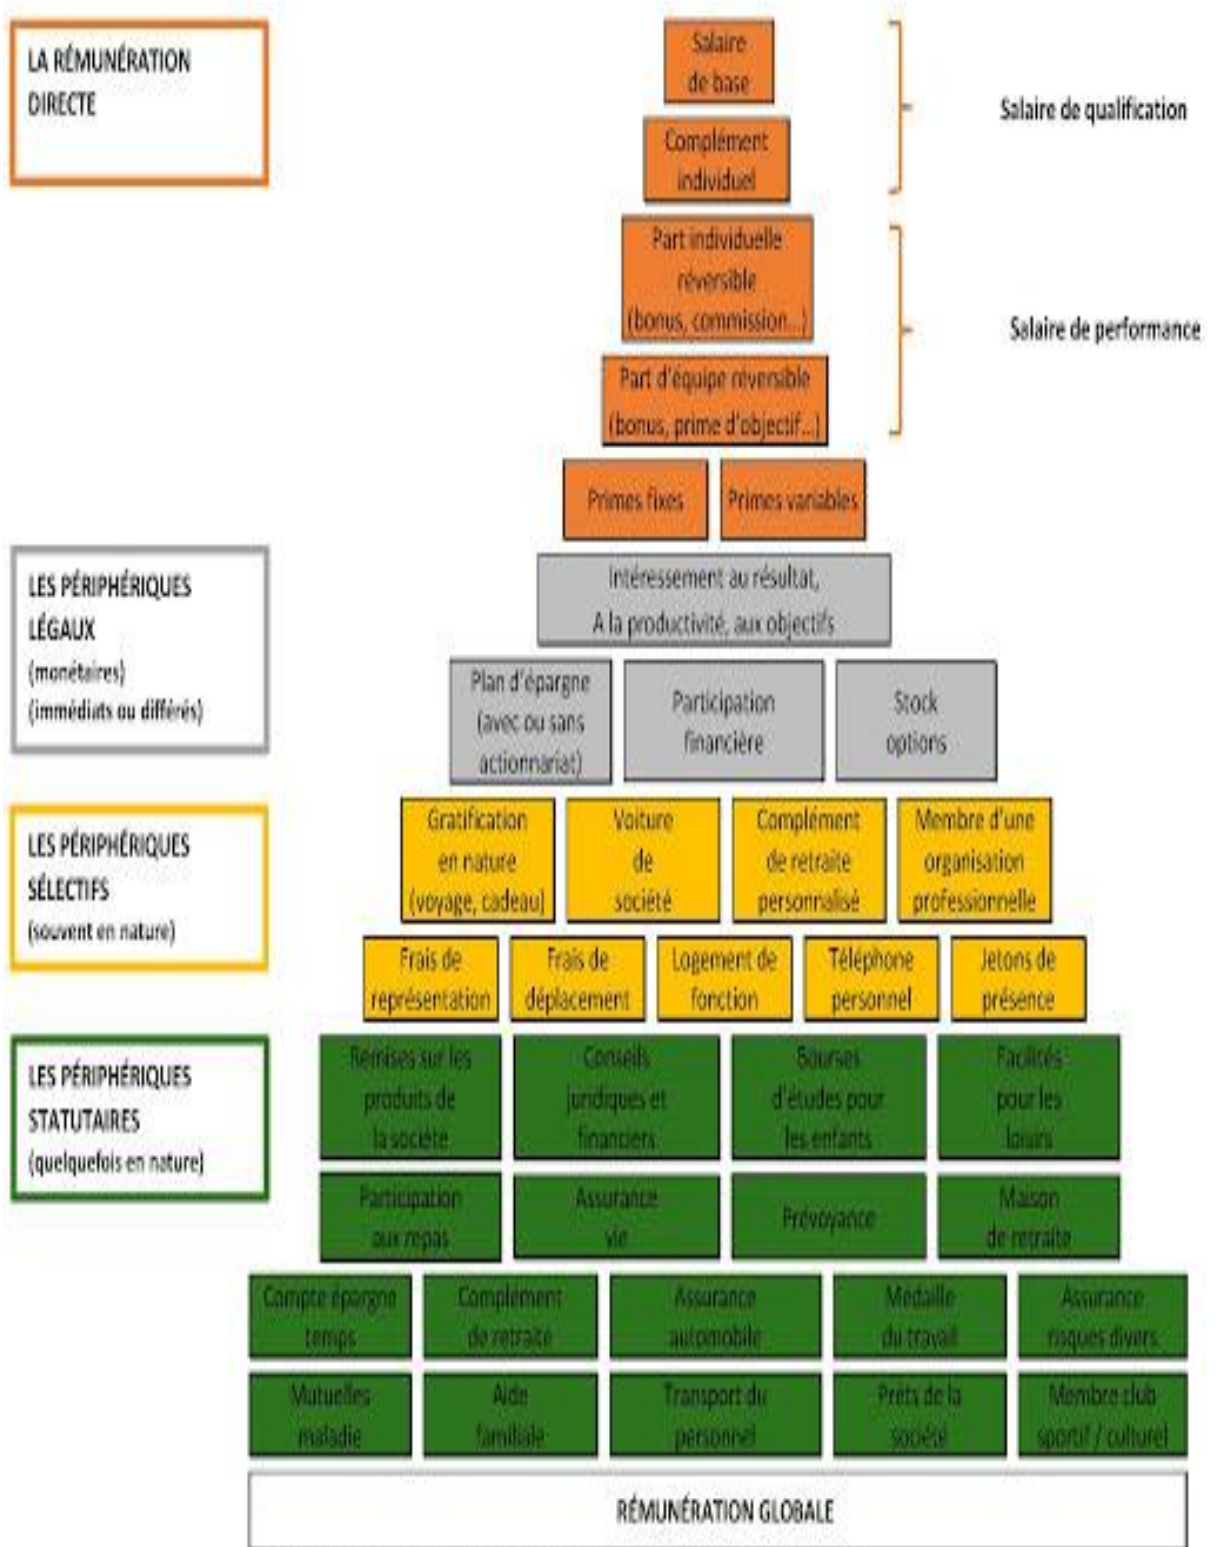 LA RÉMUNÉRATION
DIRECTE
Salaire
de base
Complément
individuel
Salaire de qualification
Part individuelle
réversible
(bonus, commission...)
Part d'équipe réversible
(bonus, prime d'objectif...)
Salaire de performance
Primes fixes
Primes variables
LES PÉRIPHÉRIQUES
LÉGAUX
(monétaires)
(immédiats ou différés)
Intéressement au résultat,
A la productivité, aux objectifs
Plan d'épargne
(avec ou sans
actionnariat)
Participation
financière
Stock
options
LES PÉRIPHÉRIQUES
SÉLECTIFS
(souvent en nature)
Gratification
en nature
(voyage, cadeau)
Voiture
de
société
Complément
de retraite
personnalisé
Membre d'une
organisation
professionnelle
Frais de
représentation
Frais de
déplacement
Logement de
fonction
Téléphone
personnel
Jetons de
présence
LES PÉRIPHÉRIQUES
STATUTAIRES
(quelquefois en nature)
Remises sur les
produits de
la société
Conseils
juridiques et
financiers
Bourses
d'études pour
les enfants
Facilités
pour les
loisirs
Participation
aux repas
Assurance
vie
Prévoyance
Maison
de retraite
Compte épargne
temps
Complément
de retraite
Assurance
automobile
Médaille
du travail
Assurance
risques divers
Mutuelles
maladie
Aide
familiale
Transport du
personnel
Prêts de la
société
Membre club
sportif / culturel
RÉMUNÉRATION GLOBALE